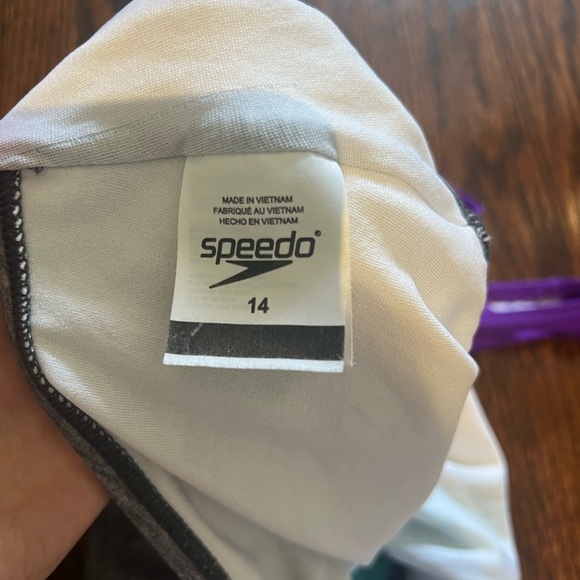 MADE IN VIETNAM
FABRIQUÉ AU VIETNAM
HECHO EN VIETNAM
speedo®
14